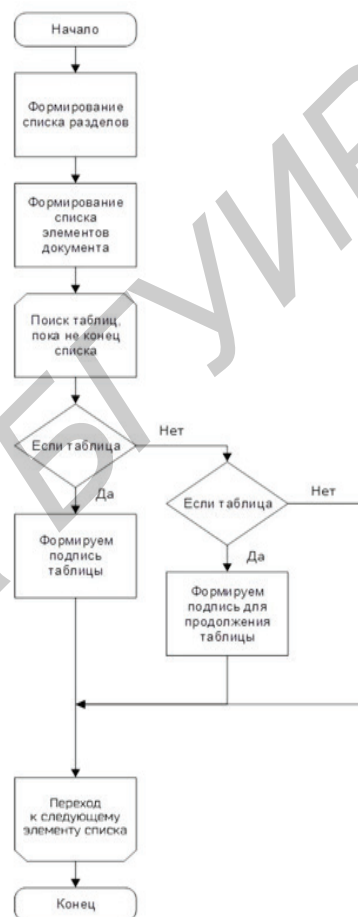 Начало
Формирование
списка разделов
Формирование
списка
элементов
документа
Поиск таблиц,
пока не конец
списка
Если таблица
Нет
Да
Если таблица
Нет
Да
Формируем
подпись
таблицы
Формируем
подпись для
продолжения
таблицы
Переход
к следующему
элементу списка
Конец
БГУИР